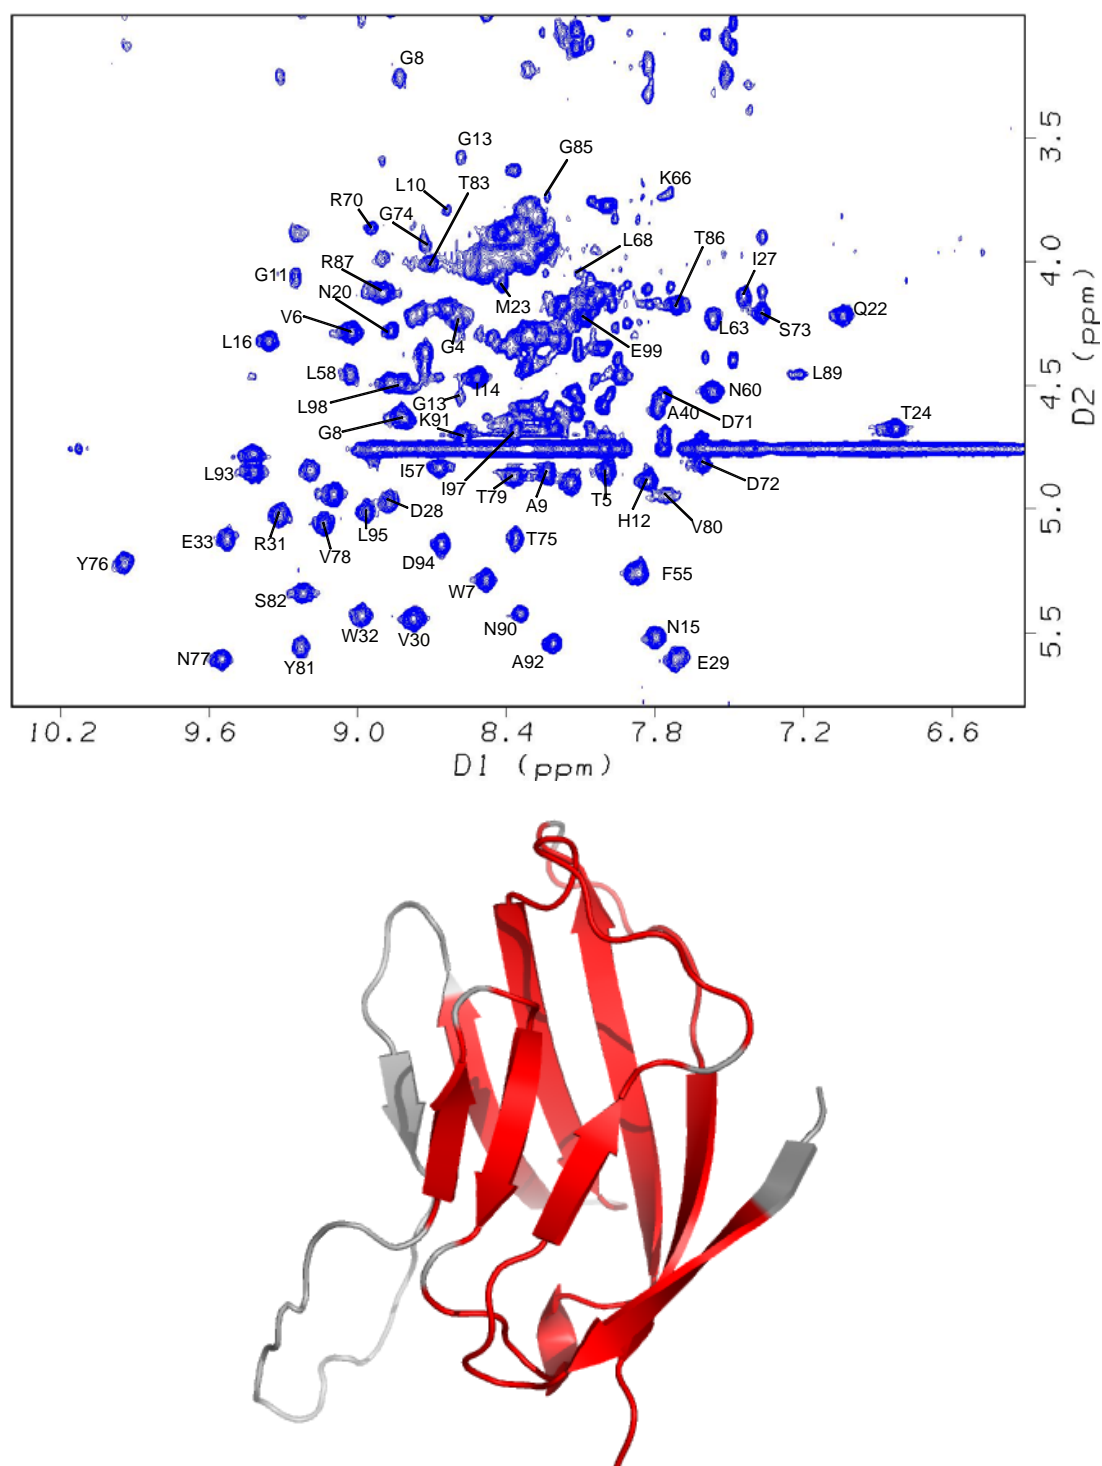 G8
G13
G85
T83
L10
K66
R70
G74
L68
T86
I27
R87
G11
N20
M23
V6
Q22
L63
S73
L16
G4
E99
L58
L89
I14
N60
L98
G13
D71
A40
T24
G8
K91
L93
I57
I97
T79
A9
T5
D72
H12
V80
D28
L95
E33
R31
V78
T75
D94
Y76
W7
F55
S82
N90
N15
W32
V30
A92
N77
Y81
E29
3.5
4.0
4.5
5.0
5.5
D2 (ppm)
10.2 9.6 9.0 8.4 7.8 7.2 6.6
D1 (ppm)